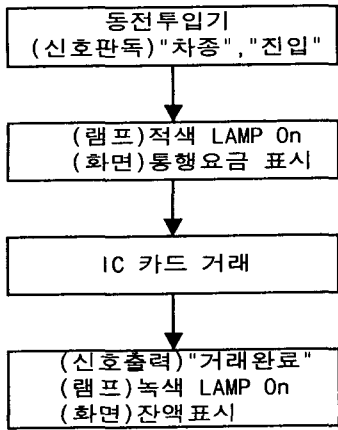 동전투입기
(신호판독)"차종","진입"
(램프)적색 LAMP On
(화면)통행요금 표시
IC 카드 거래
(신호출력)"거래완료"
(램프)녹색 LAMP On
(화면)잔액표시